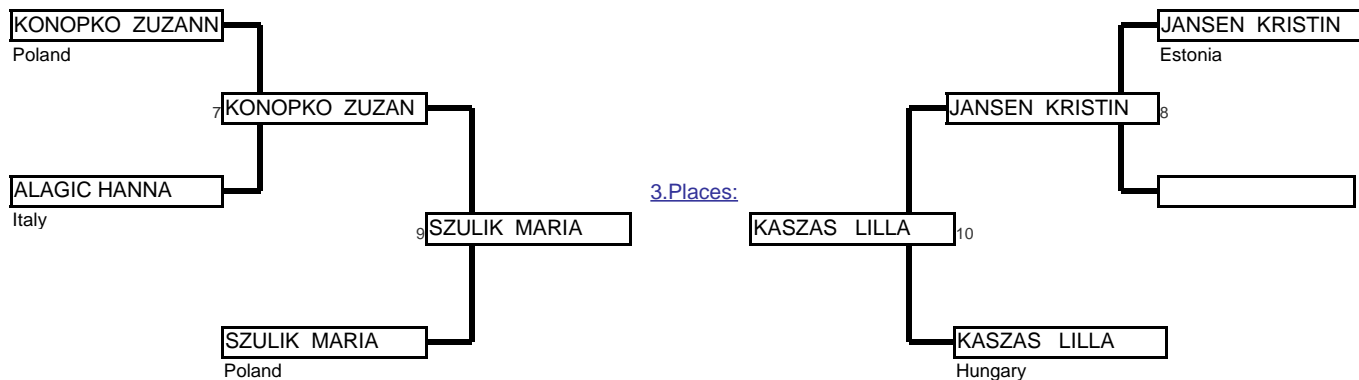 KONOPKO ZUZANN
Poland
JANSEN KRISTIN
Estonia
7
KONOPKO ZUZAN
JANSEN KRISTIN
8
ALAGIC HANNA
Italy
3.Places:
9
SZULIK MARIA
KASZAS LILLA
10
SZULIK MARIA
Poland
KASZAS LILLA
Hungary